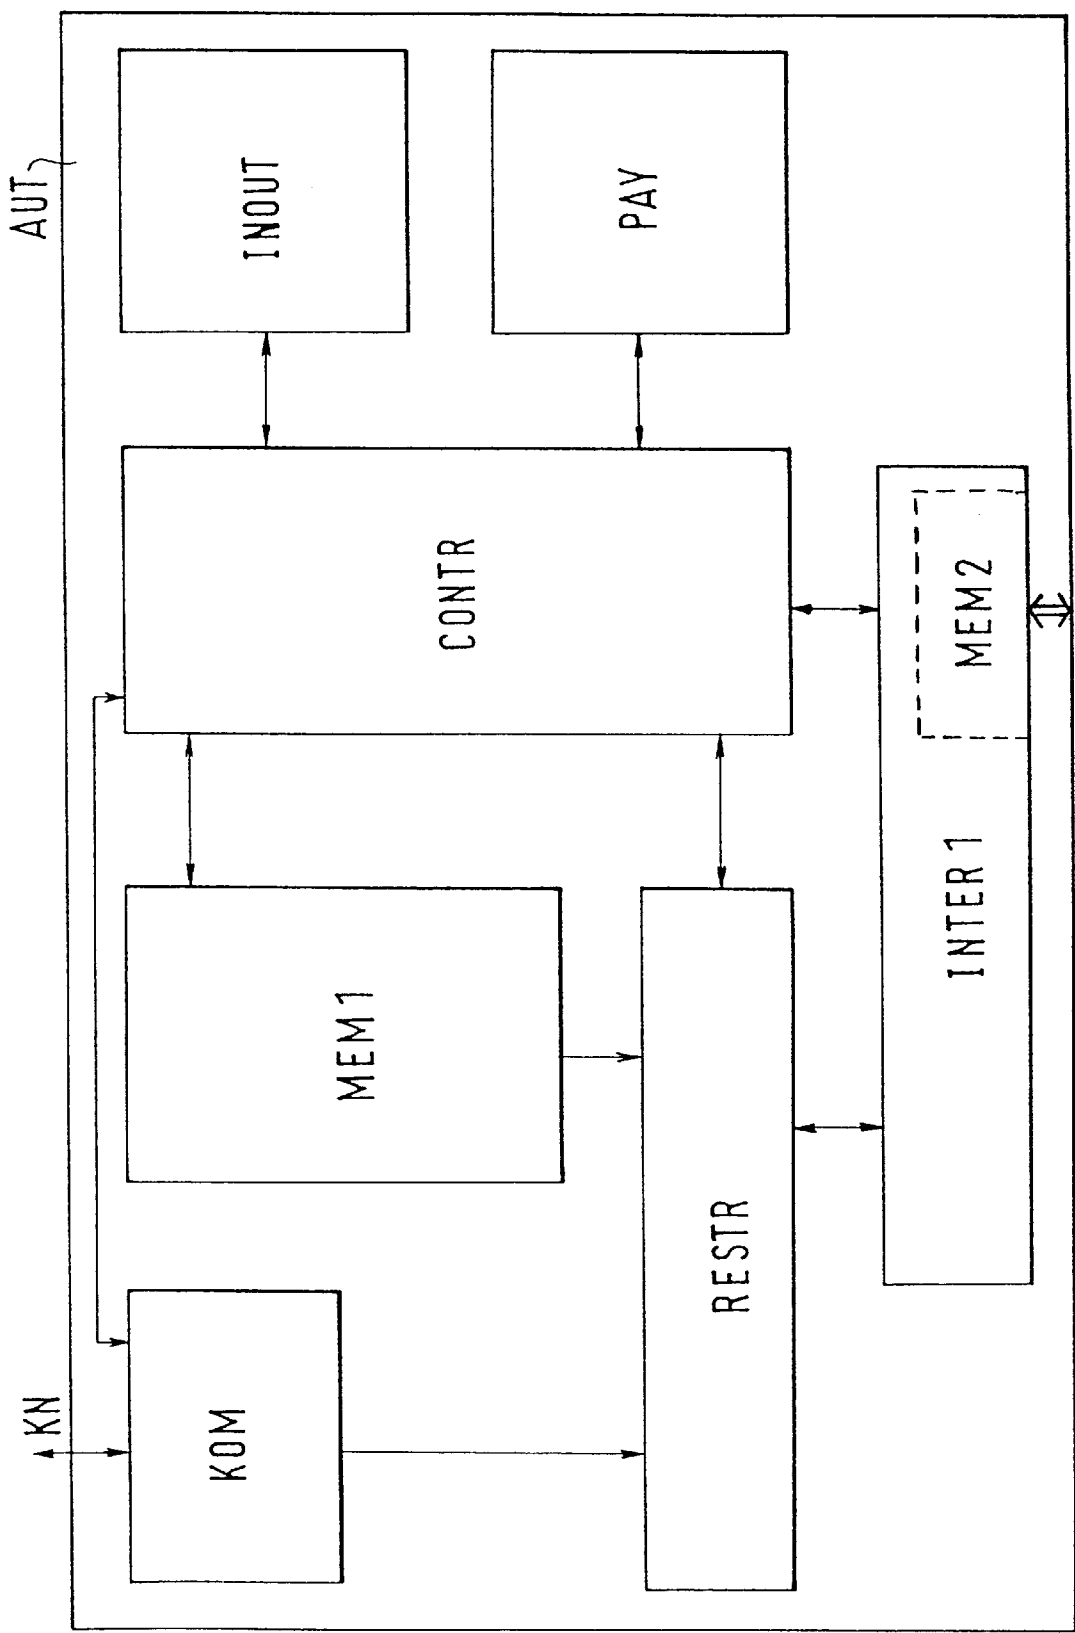 AUT
INOUT
PAY
CONTR
MEM2
INTER1
MEM1
RESTR
KN
KOM